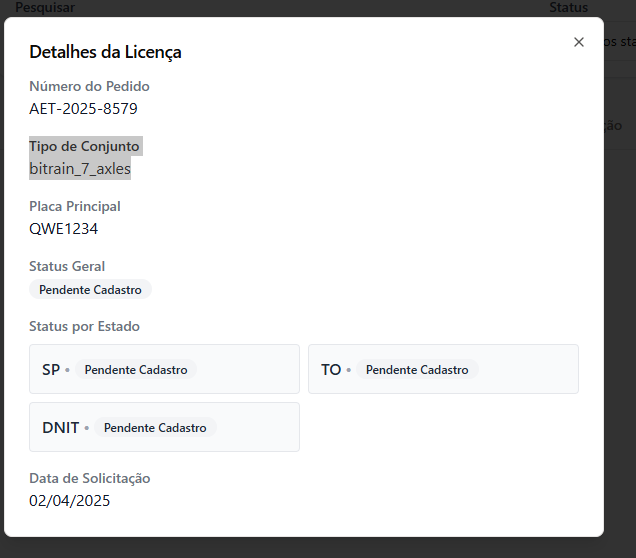 Pesquisar Status
Detalhes da Licença
os sta
Número do Pedido
AET-2025-8579
ção
Tipo de Conjunto
bitrain_7_axles
Placa Principal
QWE1234
Status Geral
Pendente Cadastro
Status por Estado
SP • Pendente Cadastro
TO • Pendente Cadastro
DNIT • Pendente Cadastro
Data de Solicitação
02/04/2025